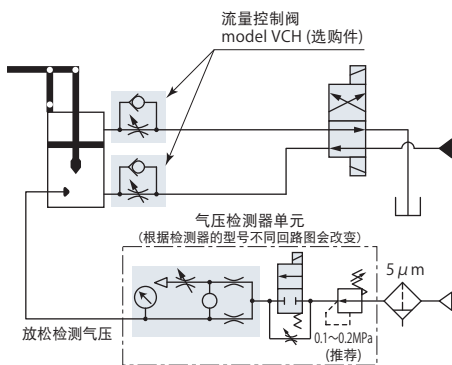 流量控制阀
model VCH (选购件)
气压检测器单元
(根据检测器的型号不同回路图会改变)
5μm
放松检测气压
0.1~0.2MPa
(推荐)